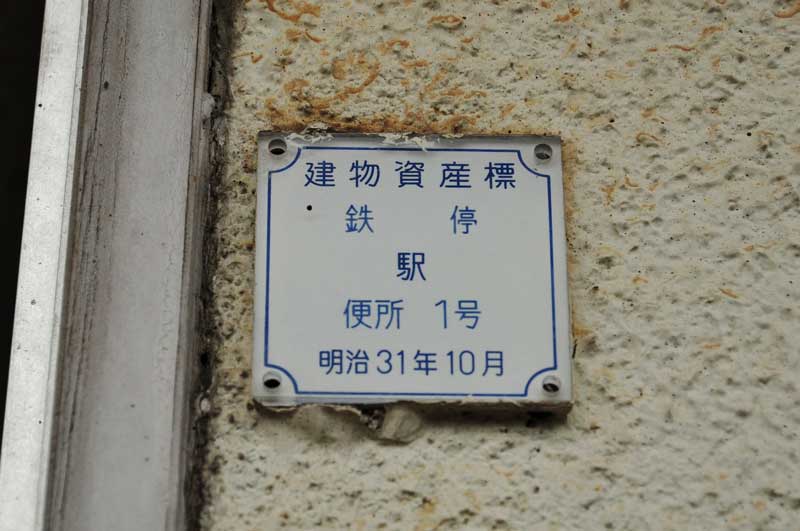 建物資産標
鉄 停
駅
便所 1号
明治31年10月